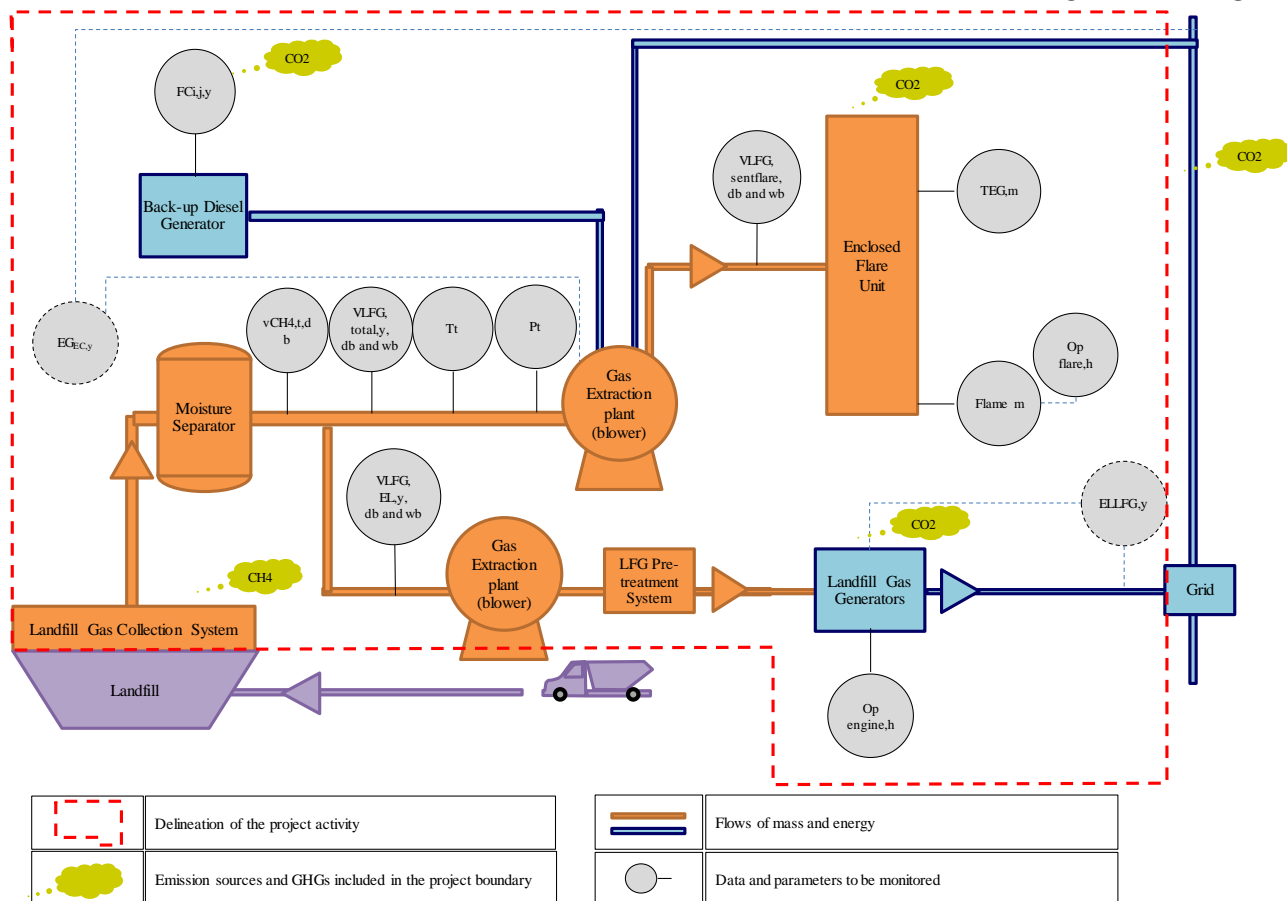 CO2
FCi,j,y
CO2
CO2
VLFG,
sentflare,
db and wb
TEG,m
Back-up Diesel
Generator
Enclosed
Flare
Unit
EGEC,y
vCH4,t,d
b
VLFG,
total,y,
db and wb
Tt
Pt
Op
flare,h
Gas
Extraction
plant
(blower)
Flame m
Moisture
Separator
VLFG,
EL,y,
db and wb
ELLFG,y
CO2
Gas
Extraction
plant
(blower)
LFG Pre-
treatment
System
Landfill Gas
Generators
Grid
CH4
Landfill Gas Collection System
Landfill
Op
engine,h
Delineation of the project activity
Flows of mass and energy
Emission sources and GHGs included in the project boundary
Data and parameters to be monitored